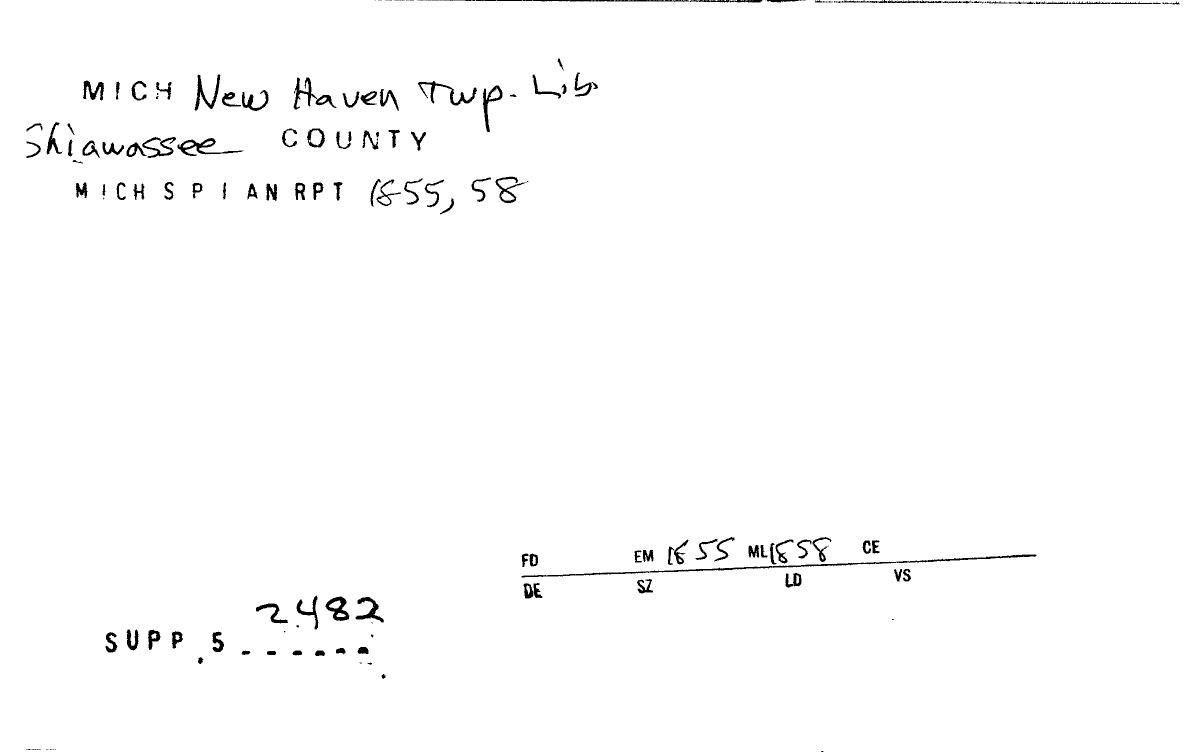 MICH New Haven Twp. Lib
Shiawassee COUNTY
MICH S P I AN RPT 1855, 58
FD EM 1855 ML 1858 CE
DE SZ LD VS
2482
SUPP. 5 ------